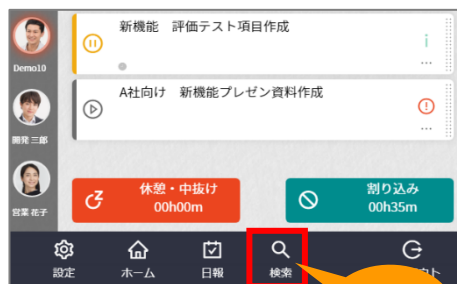 新機能　評価テスト項目作成
Demo10
A社向け　新機能プレゼン資料作成
開発 三郎
営業 花子
休憩・中抜け
00h00m
割り込み
00h35m
設定
ホーム
日報
検索